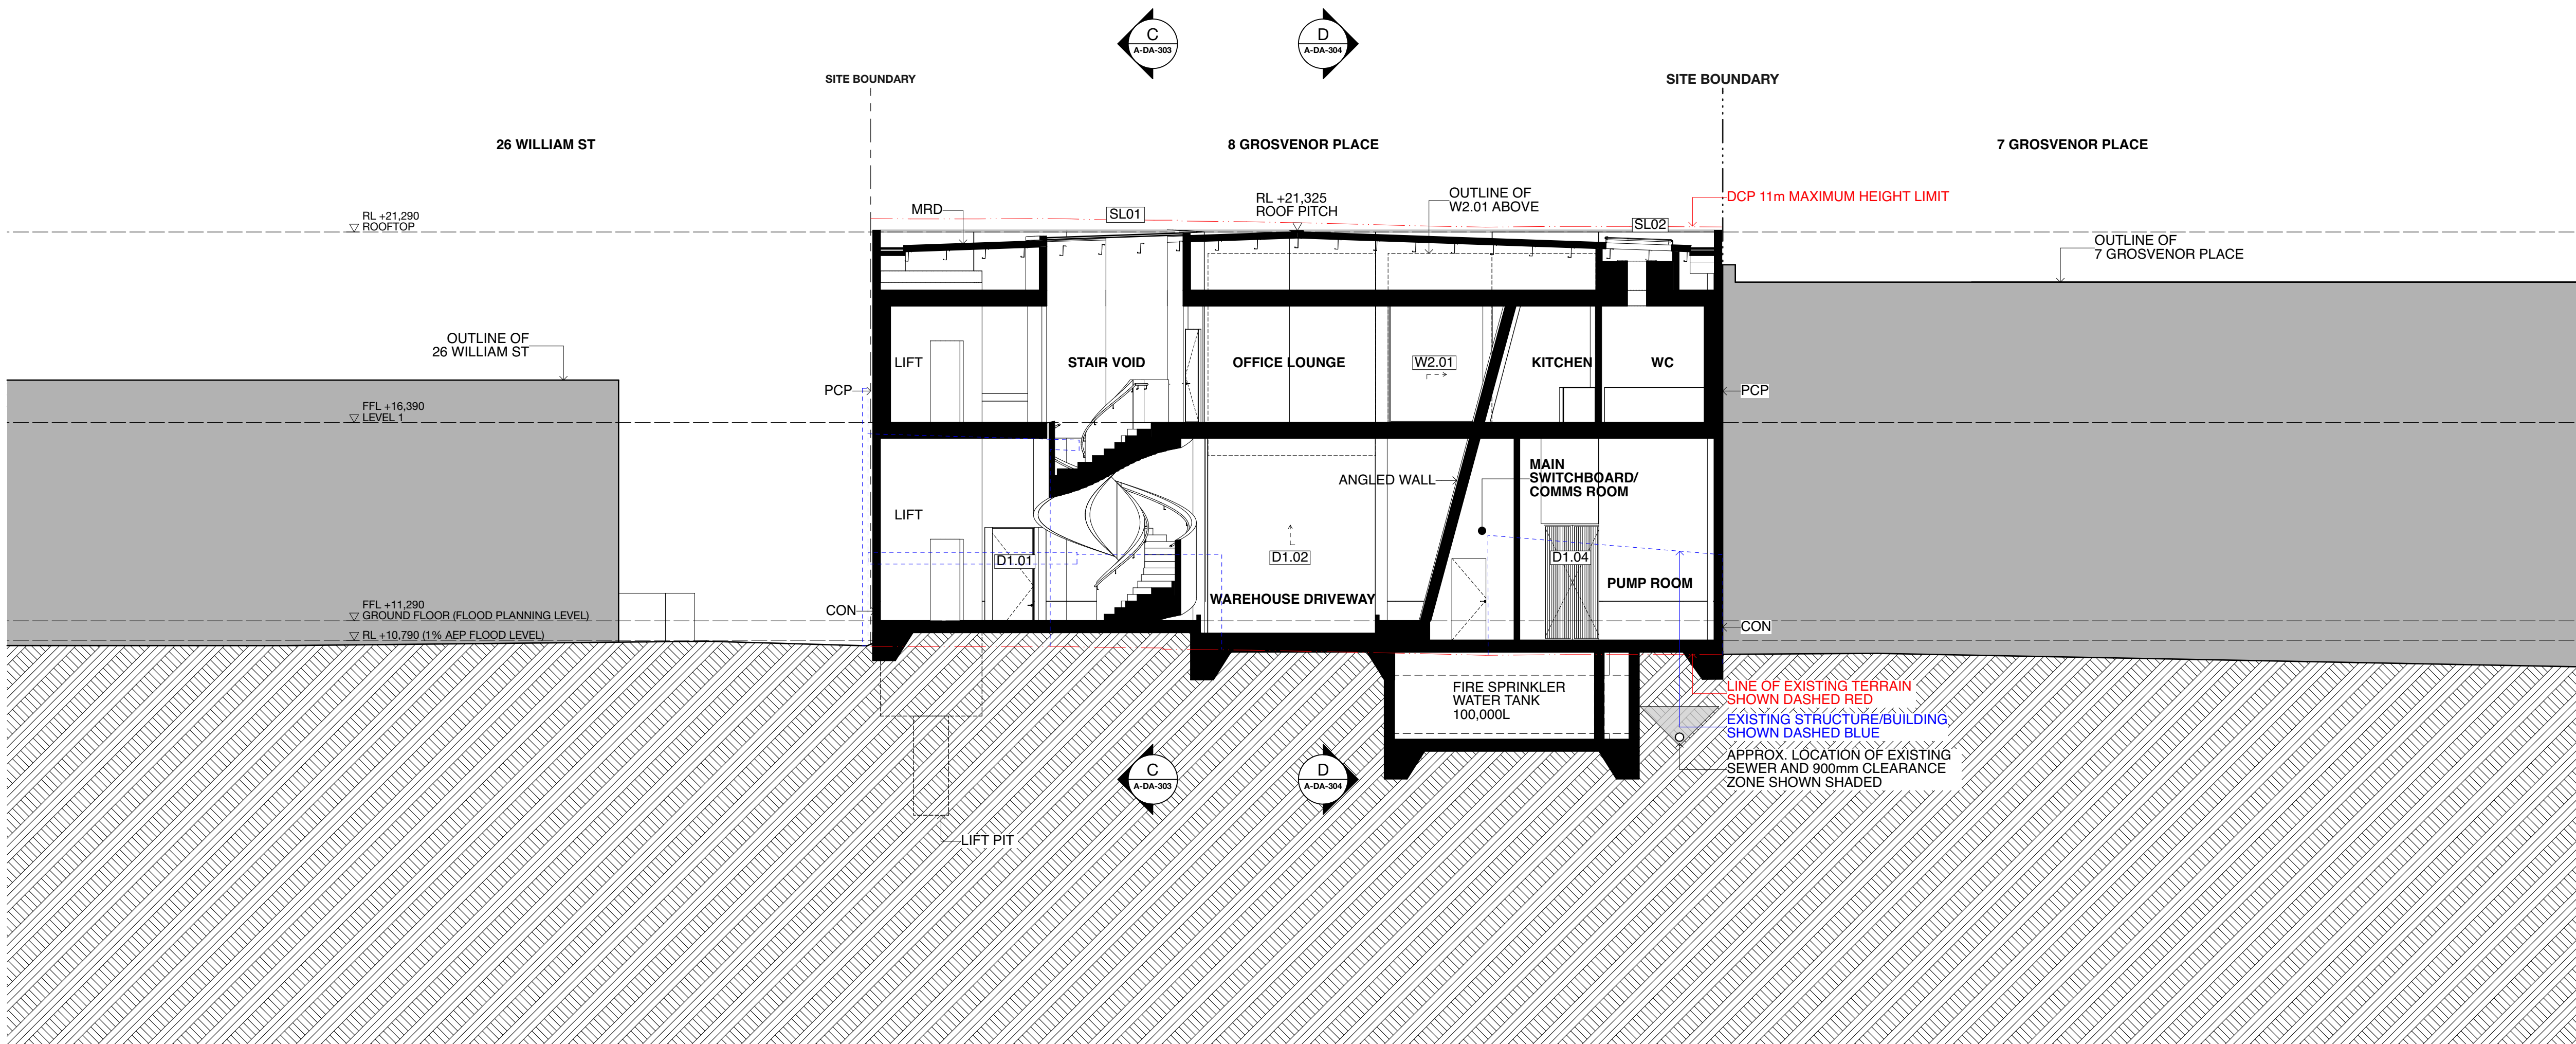 C
A-DA-303
D
A-DA-304
SITE BOUNDARY
SITE BOUNDARY
26 WILLIAM ST
8 GROSVENOR PLACE
7 GROSVENOR PLACE
DCP 11m MAXIMUM HEIGHT LIMIT
OUTLINE OF
W2.01 ABOVE
RL +21,325
ROOF PITCH
MRD
SL01
SL02
RL +21,290
ROOFTOP
OUTLINE OF
7 GROSVENOR PLACE
OUTLINE OF
26 WILLIAM ST
LIFT
STAIR VOID
OFFICE LOUNGE
W2.01
KITCHEN
WC
PCP
PCP
FFL +16,390
LEVEL 1
ANGLED WALL
MAIN
SWITCHBOARD/
COMMS ROOM
LIFT
D1.01
D1.02
D1.04
PUMP ROOM
WAREHOUSE DRIVEWAY
FFL +11,290
GROUND FLOOR (FLOOD PLANNING LEVEL)
CON
CON
RL +10,790 (1% AEP FLOOD LEVEL)
FIRE SPRINKLER
WATER TANK
100,000L
LINE OF EXISTING TERRAIN
SHOWN DASHED RED
EXISTING STRUCTURE/BUILDING
SHOWN DASHED BLUE
APPROX. LOCATION OF EXISTING
SEWER AND 900mm CLEARANCE
ZONE SHOWN SHADED
C
A-DA-303
D
A-DA-304
LIFT PIT